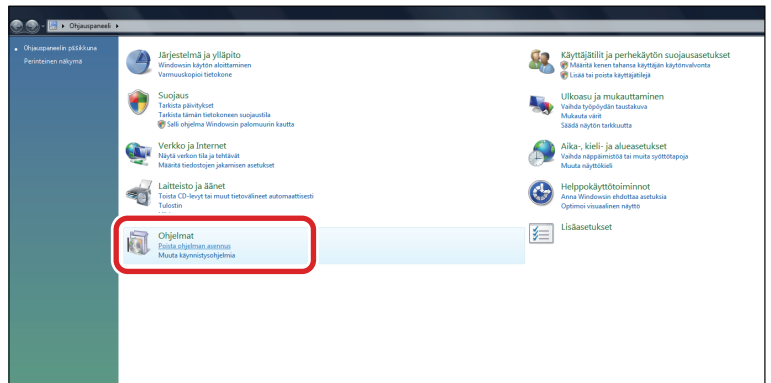 Ohjauspaneeli
Ohjauspaneelin pääikkuna
Perinteinen näkymä
Järjestelmä ja ylläpito
Windowsin käytön aloittaminen
Varmuuskopioi tietokone
Suojaus
Tarkista päivitykset
Tarkista tämän tietokoneen suojaustila
Salli ohjelma Windowsin palomuurin kautta
Verkko ja Internet
Näytä verkon tila ja tehtävät
Määritä tiedostojen jakamisen asetukset
Laitteisto ja äänet
Toista CD-levyt tai muut tietovälineet automaattisesti
Tulostin
Ohjelmat
Poista ohjelman asennus
Muuta käynnistysohjelmia
Käyttäjätilit ja perhekäytön suojausasetukset
Määritä kenen tahansa käyttäjän käytönvalvonta
Lisää tai poista käyttäjätilejä
Ulkoasu ja mukauttaminen
Vaihda työpöydän taustakuva
Mukauta värit
Säädä näytön tarkkuutta
Aika-, kieli- ja alueasetukset
Vaihda näppäimistöä tai muita syöttötapoja
Muuta näyttökieli
Helppokäyttötoiminnot
Anna Windowsin ehdottaa asetuksia
Optimoi visuaalinen näyttö
Lisäasetukset